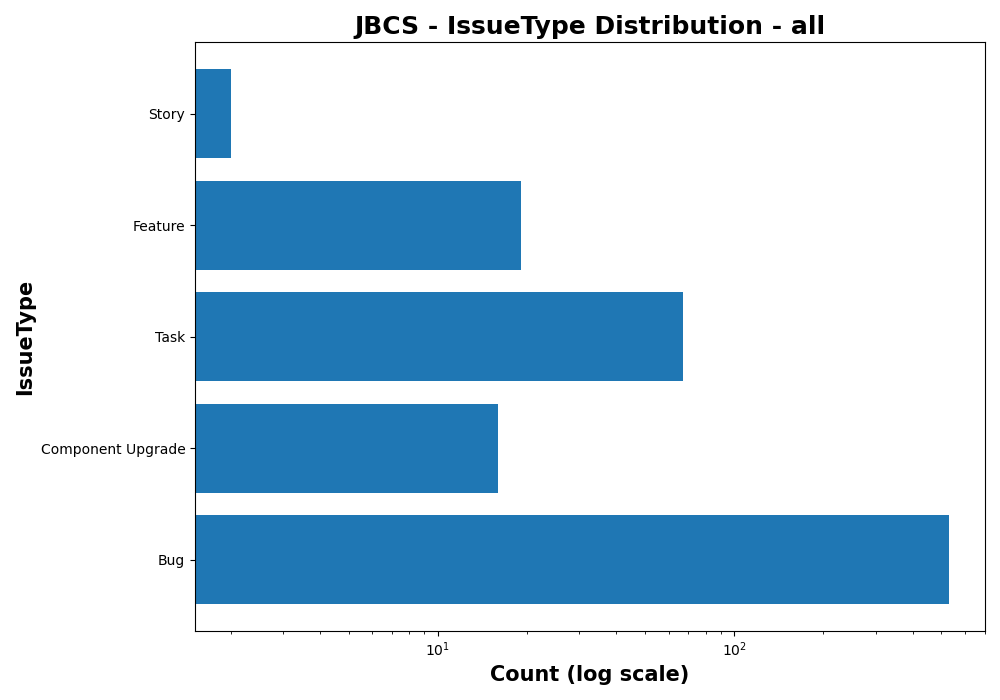 JBCS - IssueType Distribution - all
IssueType
Story
Feature
Task
Component Upgrade
Bug
10¹
10²
Count (log scale)